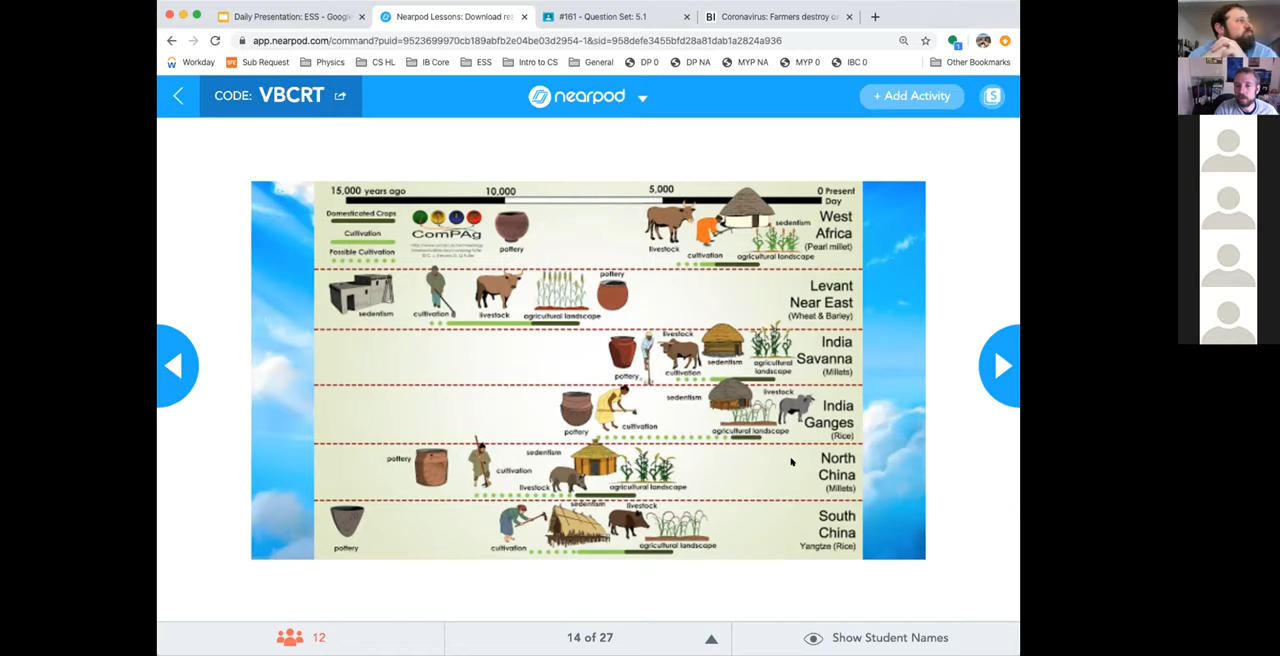 Daily Presentation: ESS - Google
Nearpod Lessons: Download re
#161 - Question Set: 5.1
Coronavirus: Farmers destroy
app.nearpod.com/command?puid=9523699970cb189abfb2e04be03d2954-1&sid=958defe3455bfd28a81dab1a2824a936
Workday
Sub Request
Physics
CS HL
IB Core
ESS
Intro to CS
General
DP 0
DP NA
MYP NA
MYP 0
IBC 0
Other Bookmarks
CODE: VBCRT
nearpod
+ Add Activity
S
15,000 years ago
10,000
5,000
0 Present
Day
Domesticated Crops
Cultivation
Possible Cultivation
ComPAg
pottery
livestock
cultivation
sedentism
agricultural landscape
West
Africa
(Pearl millet)
sedentism
cultivation
livestock
agricultural landscape
pottery
Levant
Near East
(Wheat & Barley)
pottery
cultivation
livestock
sedentism
agricultural
landscape
India
Savanna
(Millets)
pottery
cultivation
sedentism
agricultural landscape
livestock
India
Ganges
(Rice)
pottery
cultivation
sedentism
livestock
agricultural landscape
North
China
(Millets)
pottery
cultivation
sedentism
livestock
agricultural landscape
South
China
Yangtze (Rice)
12
14 of 27
Show Student Names